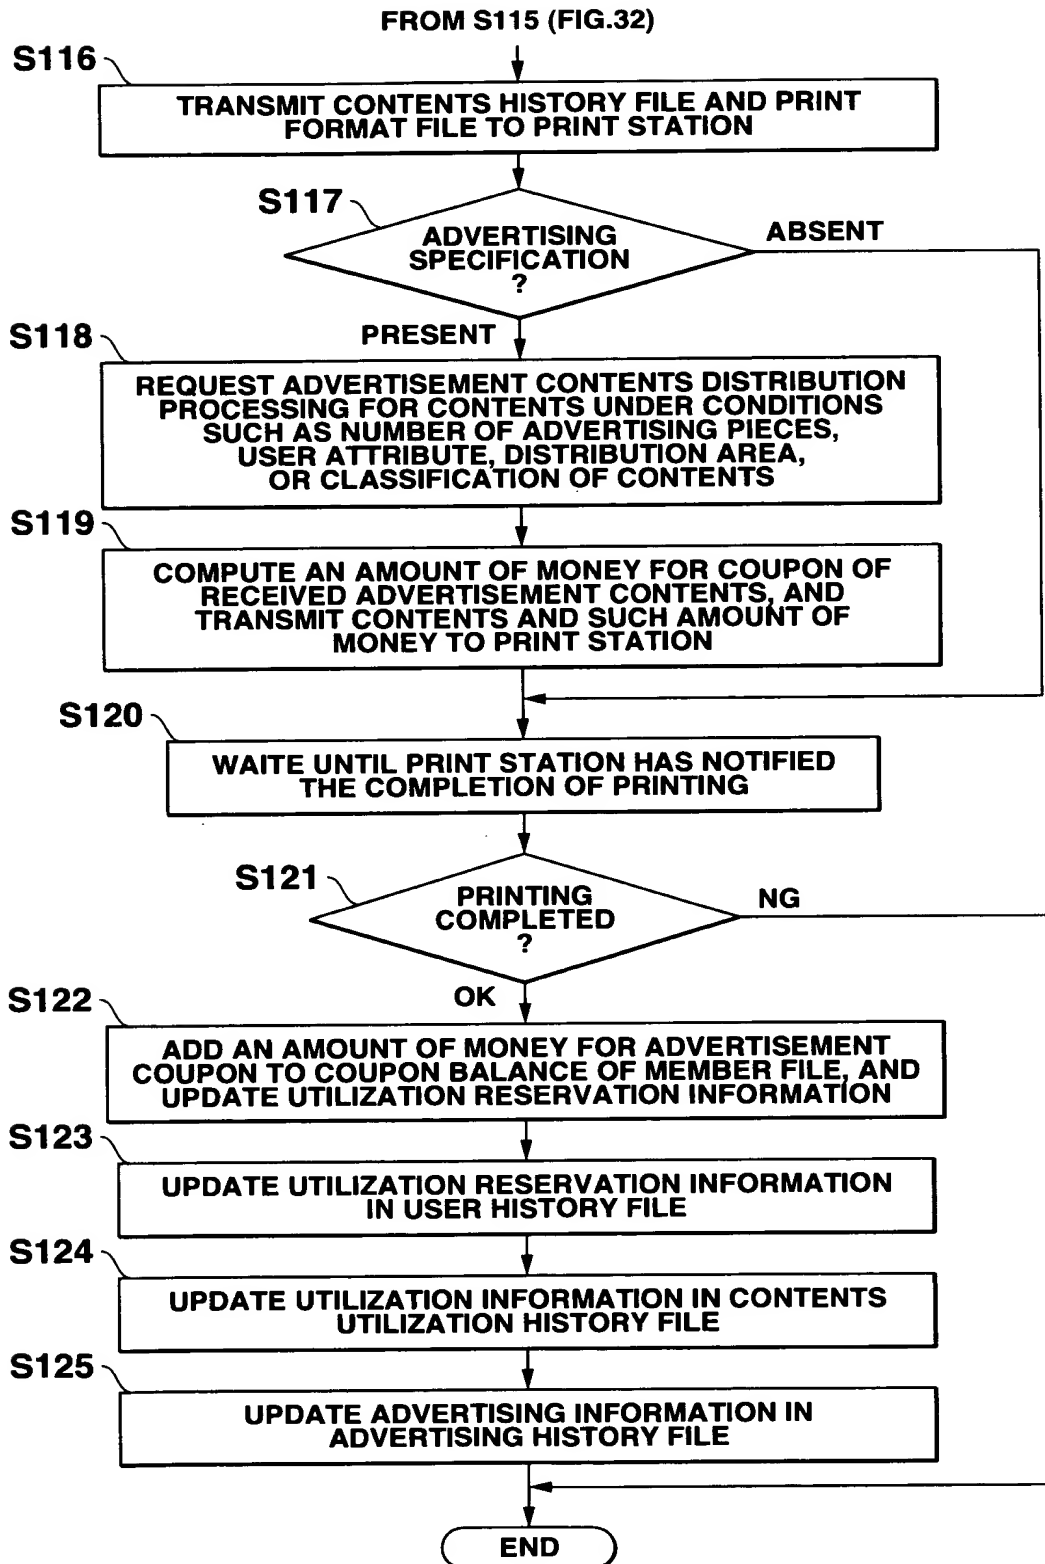 FROM S115 (FIG.32)
S116
TRANSMIT CONTENTS HISTORY FILE AND PRINT
FORMAT FILE TO PRINT STATION
S117
ADVERTISING
SPECIFICATION
?
ABSENT
PRESENT
S118
REQUEST ADVERTISEMENT CONTENTS DISTRIBUTION
PROCESSING FOR CONTENTS UNDER CONDITIONS
SUCH AS NUMBER OF ADVERTISING PIECES,
USER ATTRIBUTE, DISTRIBUTION AREA,
OR CLASSIFICATION OF CONTENTS
S119
COMPUTE AN AMOUNT OF MONEY FOR COUPON OF
RECEIVED ADVERTISEMENT CONTENTS, AND
TRANSMIT CONTENTS AND SUCH AMOUNT OF
MONEY TO PRINT STATION
S120
WAITE UNTIL PRINT STATION HAS NOTIFIED
THE COMPLETION OF PRINTING
S121
PRINTING
COMPLETED
?
NG
OK
S122
ADD AN AMOUNT OF MONEY FOR ADVERTISEMENT
COUPON TO COUPON BALANCE OF MEMBER FILE, AND
UPDATE UTILIZATION RESERVATION INFORMATION
S123
UPDATE UTILIZATION RESERVATION INFORMATION
IN USER HISTORY FILE
S124
UPDATE UTILIZATION INFORMATION IN CONTENTS
UTILIZATION HISTORY FILE
S125
UPDATE ADVERTISING INFORMATION IN
ADVERTISING HISTORY FILE
END